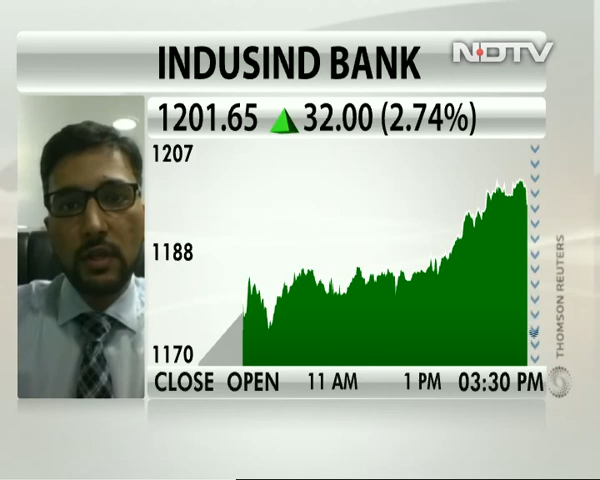 INDUSIND BANK
NDTV
1201.65 ▲ 32.00 (2.74%)
1207
1188
1170
CLOSE OPEN 11 AM 1 PM 03:30 PM
THOMSON REUTERS